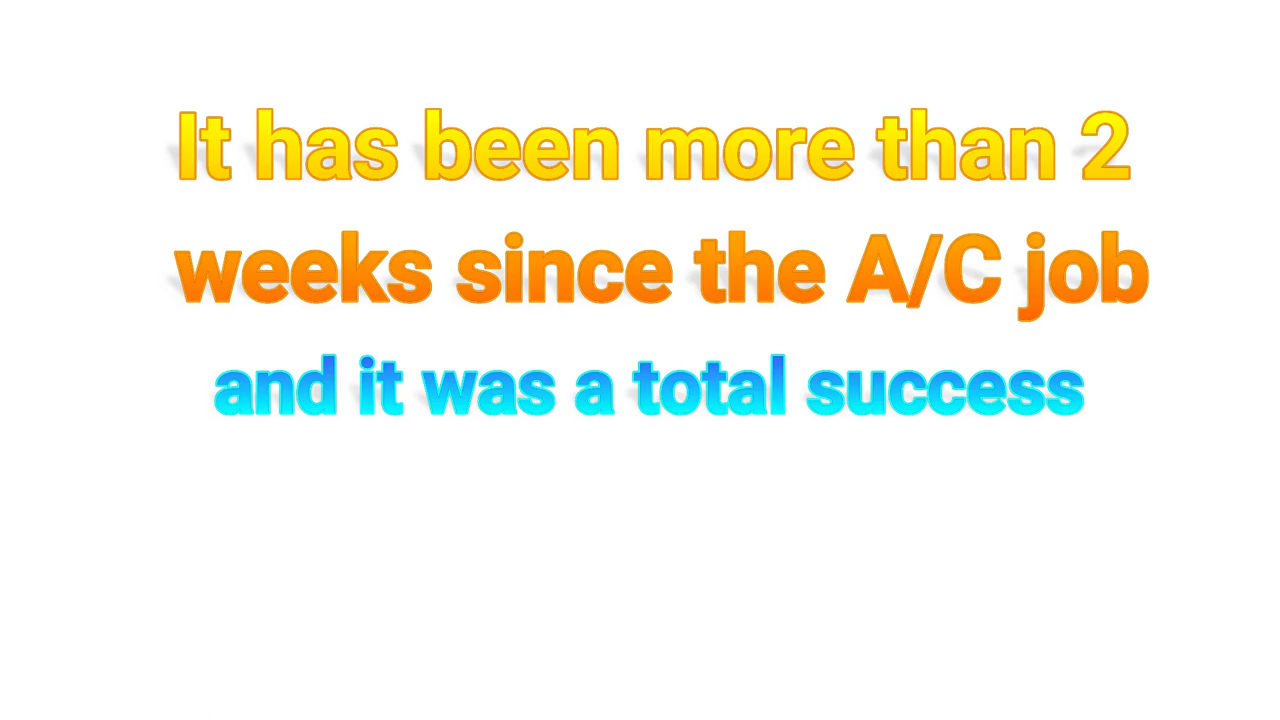 It has been more than 2
weeks since the A/C job
and it was a total success